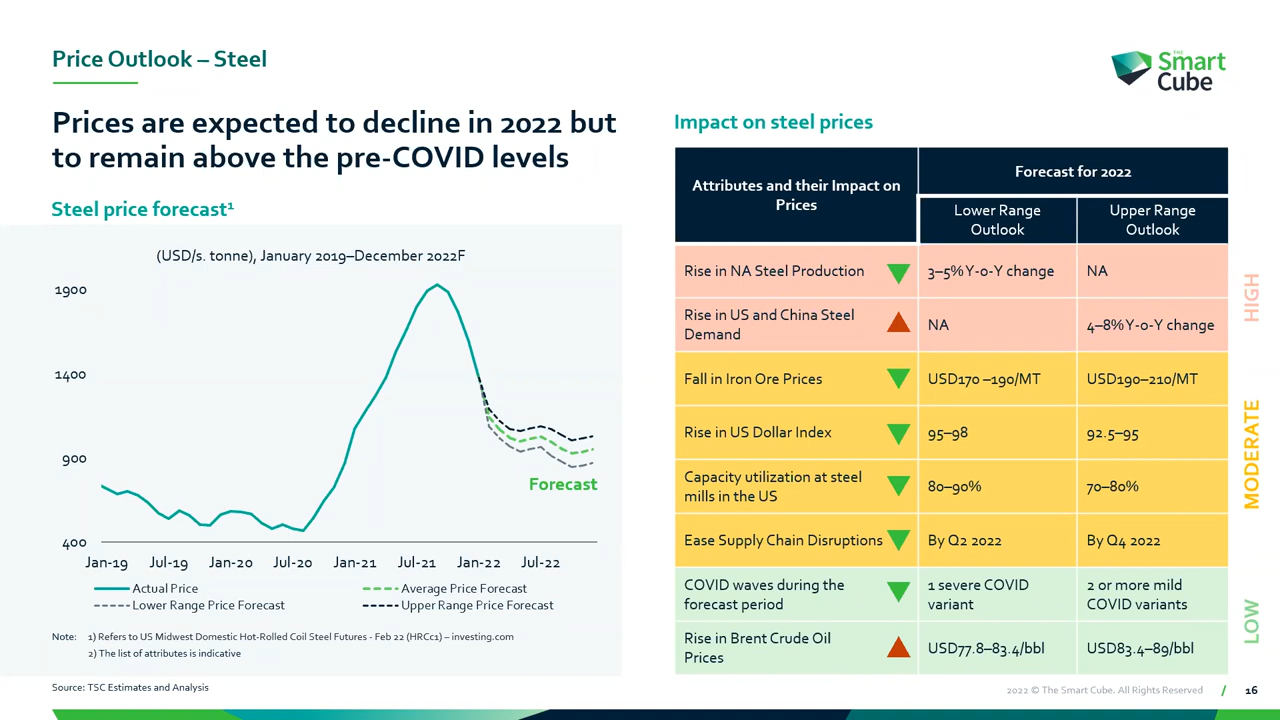 Price Outlook – Steel
THE
Smart
Cube
Prices are expected to decline in 2022 but
to remain above the pre-COVID levels
Steel price forecast¹
(USD/s. tonne), January 2019–December 2022F
1900
1400
900
400
Forecast
Jan-19 Jul-19 Jan-20 Jul-20 Jan-21 Jul-21 Jan-22 Jul-22
Actual Price
Average Price Forecast
Lower Range Price Forecast
Upper Range Price Forecast
Note: 1) Refers to US Midwest Domestic Hot-Rolled Coil Steel Futures - Feb 22 (HRCc1) – investing.com
2) The list of attributes is indicative
Source: TSC Estimates and Analysis
Impact on steel prices
Attributes and their Impact on
Prices
Forecast for 2022
Lower Range
Outlook
Upper Range
Outlook
Rise in NA Steel Production
3–5% Y-o-Y change
NA
Rise in US and China Steel
Demand
NA
4–8% Y-o-Y change
Fall in Iron Ore Prices
USD170 –190/MT
USD190–210/MT
Rise in US Dollar Index
95–98
92.5–95
Capacity utilization at steel
mills in the US
80–90%
70–80%
Ease Supply Chain Disruptions
By Q2 2022
By Q4 2022
COVID waves during the
forecast period
1 severe COVID
variant
2 or more mild
COVID variants
Rise in Brent Crude Oil
Prices
USD77.8–83.4/bbl
USD83.4–89/bbl
HIGH
MODERATE
LOW
2022 © The Smart Cube. All Rights Reserved / 16